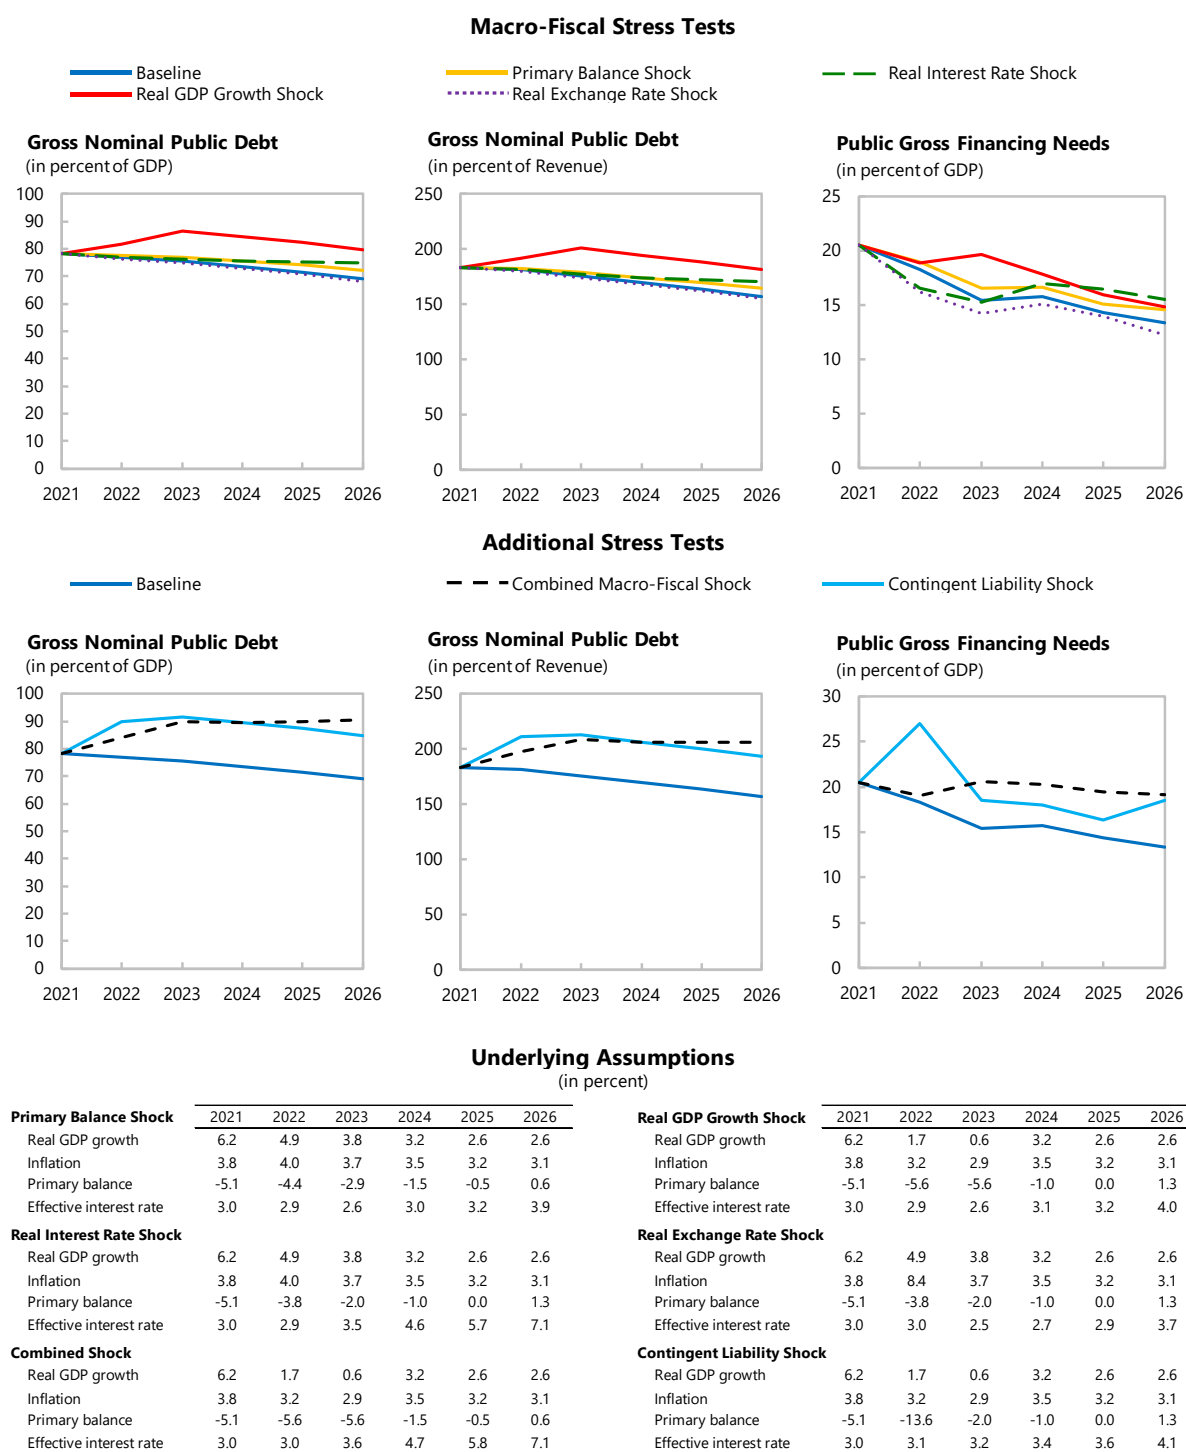 Macro-Fiscal Stress Tests
Baseline
Primary Balance Shock
Real Interest Rate Shock
Real GDP Growth Shock
Real Exchange Rate Shock
Gross Nominal Public Debt
(in percent of GDP)
100
90
80
70
60
50
40
30
20
10
0
2021 2022 2023 2024 2025 2026
Gross Nominal Public Debt
(in percent of Revenue)
250
200
150
100
50
0
2021 2022 2023 2024 2025 2026
Public Gross Financing Needs
(in percent of GDP)
25
20
15
10
5
0
2021 2022 2023 2024 2025 2026
Additional Stress Tests
Baseline
Combined Macro-Fiscal Shock
Contingent Liability Shock
Gross Nominal Public Debt
(in percent of GDP)
100
90
80
70
60
50
40
30
20
10
0
2021 2022 2023 2024 2025 2026
Gross Nominal Public Debt
(in percent of Revenue)
250
200
150
100
50
0
2021 2022 2023 2024 2025 2026
Public Gross Financing Needs
(in percent of GDP)
30
25
20
15
10
5
0
2021 2022 2023 2024 2025 2026
Underlying Assumptions
(in percent)
Primary Balance Shock 2021 2022 2023 2024 2025 2026
Real GDP growth 6.2 4.9 3.8 3.2 2.6 2.6
Inflation 3.8 4.0 3.7 3.5 3.2 3.1
Primary balance -5.1 -4.4 -2.9 -1.5 -0.5 0.6
Effective interest rate 3.0 2.9 2.6 3.0 3.2 3.9
Real Interest Rate Shock
Real GDP growth 6.2 4.9 3.8 3.2 2.6 2.6
Inflation 3.8 4.0 3.7 3.5 3.2 3.1
Primary balance -5.1 -3.8 -2.0 -1.0 0.0 1.3
Effective interest rate 3.0 2.9 3.5 4.6 5.7 7.1
Combined Shock
Real GDP growth 6.2 1.7 0.6 3.2 2.6 2.6
Inflation 3.8 3.2 2.9 3.5 3.2 3.1
Primary balance -5.1 -5.6 -5.6 -1.5 -0.5 0.6
Effective interest rate 3.0 3.0 3.6 4.7 5.8 7.1
Real GDP Growth Shock 2021 2022 2023 2024 2025 2026
Real GDP growth 6.2 1.7 0.6 3.2 2.6 2.6
Inflation 3.8 3.2 2.9 3.5 3.2 3.1
Primary balance -5.1 -5.6 -5.6 -1.0 0.0 1.3
Effective interest rate 3.0 2.9 2.6 3.1 3.2 4.0
Real Exchange Rate Shock
Real GDP growth 6.2 4.9 3.8 3.2 2.6 2.6
Inflation 3.8 8.4 3.7 3.5 3.2 3.1
Primary balance -5.1 -3.8 -2.0 -1.0 0.0 1.3
Effective interest rate 3.0 3.0 2.5 2.7 2.9 3.7
Contingent Liability Shock
Real GDP growth 6.2 1.7 0.6 3.2 2.6 2.6
Inflation 3.8 3.2 2.9 3.5 3.2 3.1
Primary balance -5.1 -13.6 -2.0 -1.0 0.0 1.3
Effective interest rate 3.0 3.1 3.2 3.4 3.6 4.1